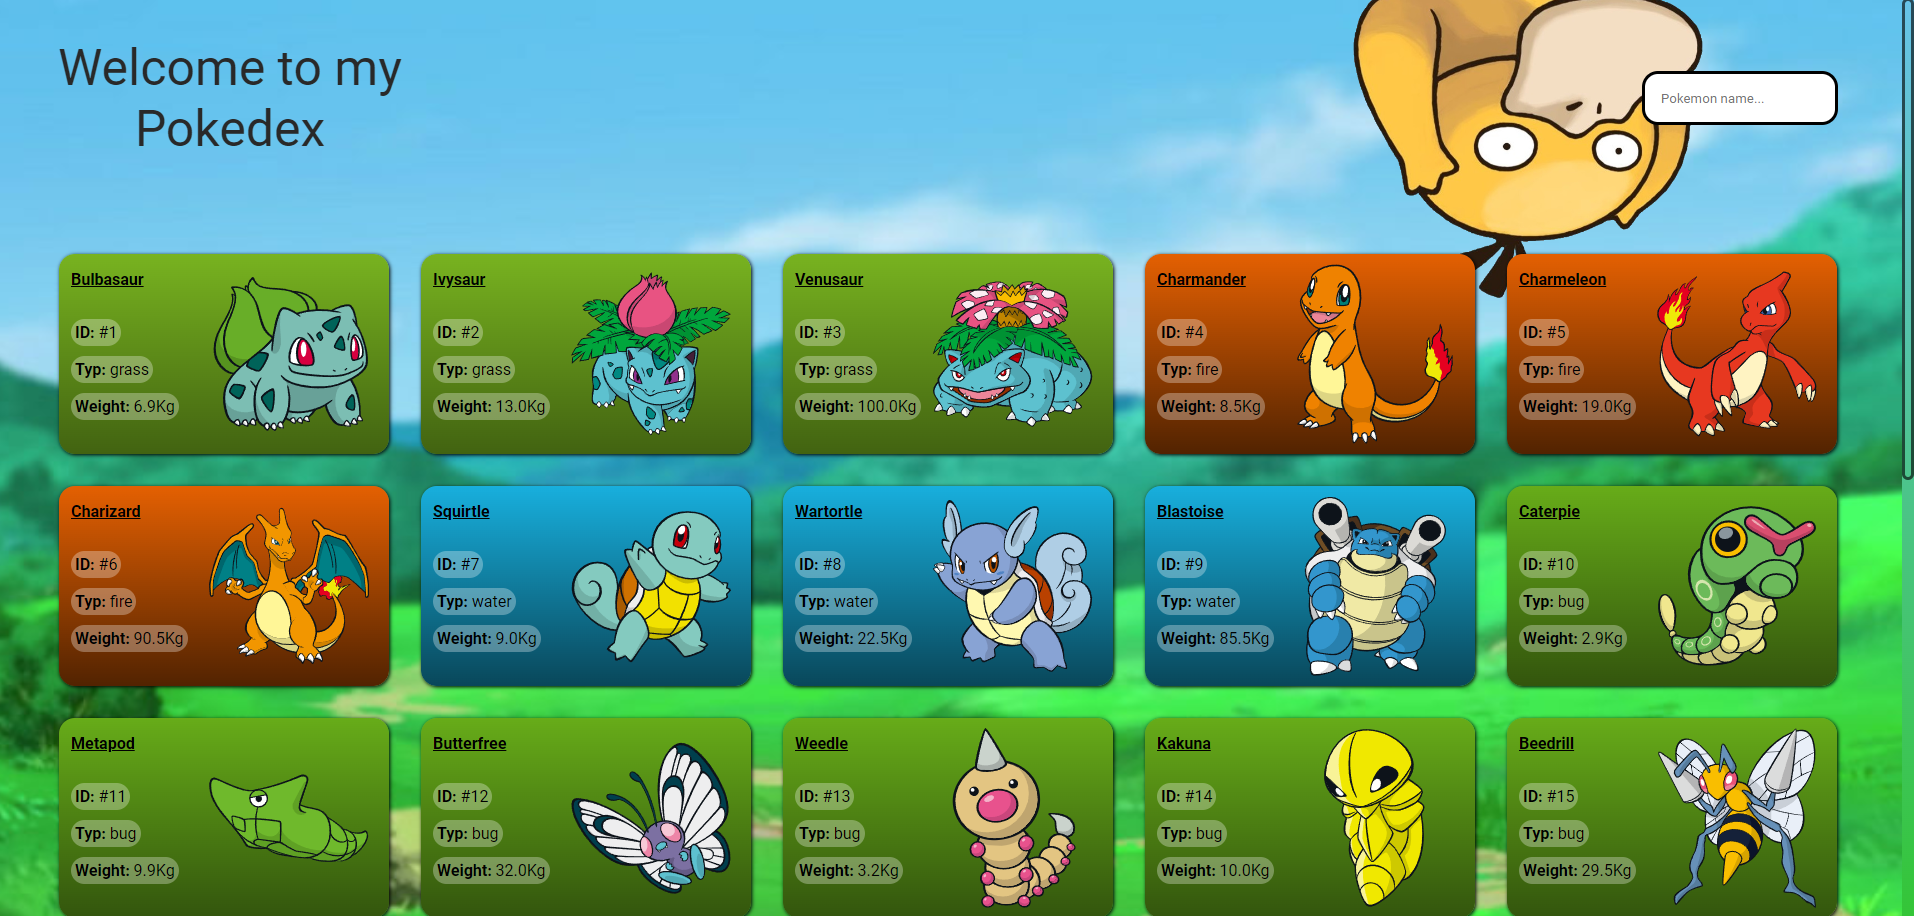 Welcome to my
Pokedex
Pokemon name...
Bulbasaur
ID: #1
Typ: grass
Weight: 6.9Kg
Ivysaur
ID: #2
Typ: grass
Weight: 13.0Kg
Venusaur
ID: #3
Typ: grass
Weight: 100.0Kg
Charmander
ID: #4
Typ: fire
Weight: 8.5Kg
Charmeleon
ID: #5
Typ: fire
Weight: 19.0Kg
Charizard
ID: #6
Typ: fire
Weight: 90.5Kg
Squirtle
ID: #7
Typ: water
Weight: 9.0Kg
Wartortle
ID: #8
Typ: water
Weight: 22.5Kg
Blastoise
ID: #9
Typ: water
Weight: 85.5Kg
Caterpie
ID: #10
Typ: bug
Weight: 2.9Kg
Metapod
ID: #11
Typ: bug
Weight: 9.9Kg
Butterfree
ID: #12
Typ: bug
Weight: 32.0Kg
Weedle
ID: #13
Typ: bug
Weight: 3.2Kg
Kakuna
ID: #14
Typ: bug
Weight: 10.0Kg
Beedrill
ID: #15
Typ: bug
Weight: 29.5Kg